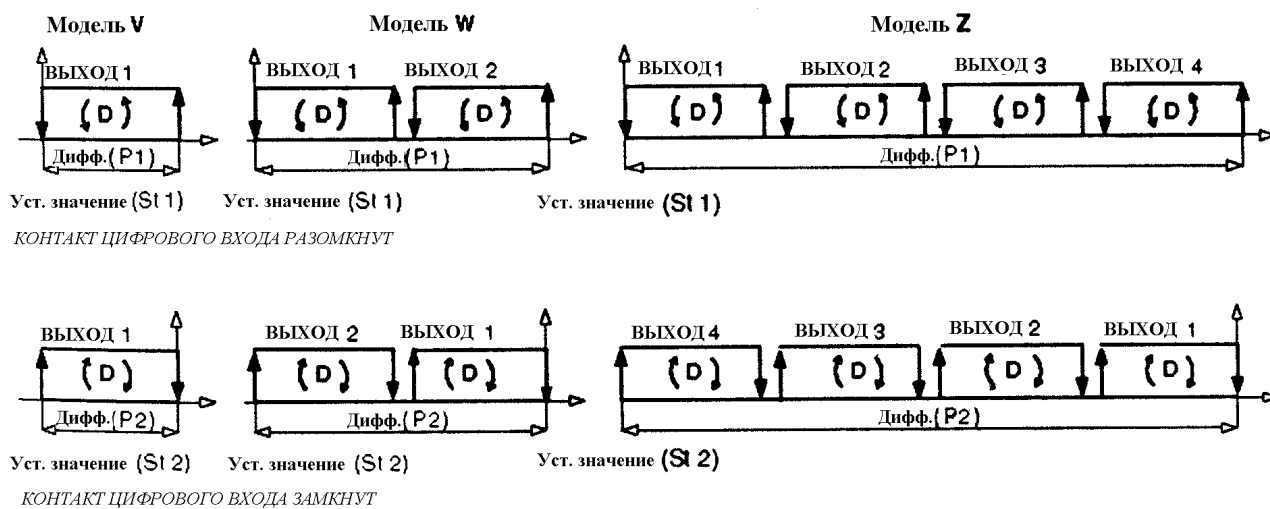 Модель V
Модель W
Модель Z
ВЫХОД 1
ВЫХОД 1
ВЫХОД 2
ВЫХОД 1
ВЫХОД 2
ВЫХОД 3
ВЫХОД 4
D
D
D
D
D
D
D
Дифф.(P1)
Дифф.(P1)
Дифф.(P1)
Уст. значение (St 1)
Уст. значение (St 1)
Уст. значение (St 1)
КОНТАКТ ЦИФРОВОГО ВХОДА РАЗОМКНУТ
ВЫХОД 1
ВЫХОД 2
ВЫХОД 1
ВЫХОД 4
ВЫХОД 3
ВЫХОД 2
ВЫХОД 1
D
D
D
D
D
D
D
Дифф.(P2)
Дифф.(P2)
Дифф.(P2)
Уст. значение (St 2)
Уст. значение (St 2)
Уст. значение (St 2)
КОНТАКТ ЦИФРОВОГО ВХОДА ЗАМКНУТ